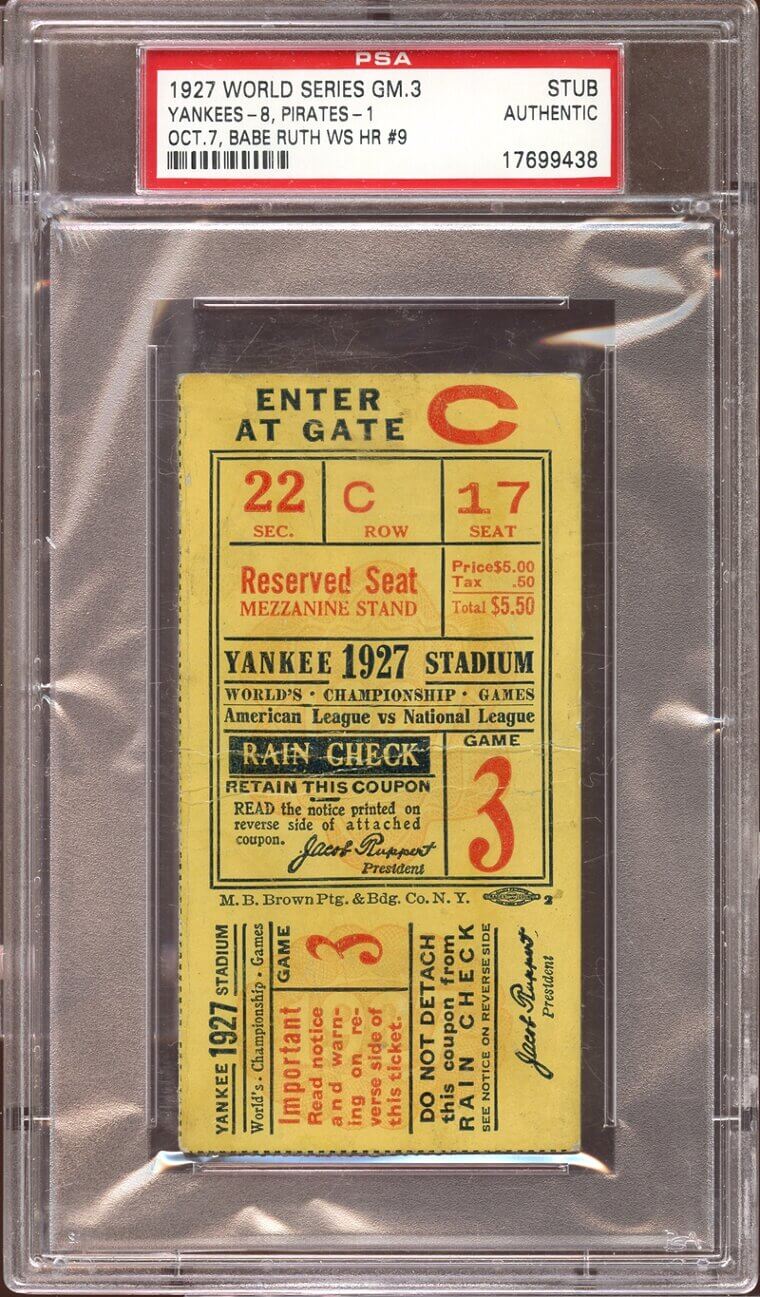 PSA
1927 WORLD SERIES GM.3 STUB
YANKEES-8, PIRATES-1 AUTHENTIC
OCT.7, BABE RUTH WS HR #9
17699438
ENTER
AT GATE C
22 C 17
SEC. ROW SEAT
Reserved Seat
MEZZANINE STAND
Price$5.00
Tax .50
Total $5.50
YANKEE 1927 STADIUM
WORLD'S · CHAMPIONSHIP · GAMES
American League vs National League
RAIN CHECK
RETAIN THIS COUPON
READ the notice printed on
reverse side of attached
coupon.
Jacob Ruppert
President
GAME
3
M. B. Brown Ptg. & Bdg. Co. N. Y.
2
YANKEE 1927 STADIUM
World's · Championship · Games
GAME 3
Important
Read notice
and warn-
ing on re-
verse side of
this ticket.
DO NOT DETACH
this coupon from
RAIN CHECK
SEE NOTICE ON REVERSE SIDE
Jacob Ruppert
President